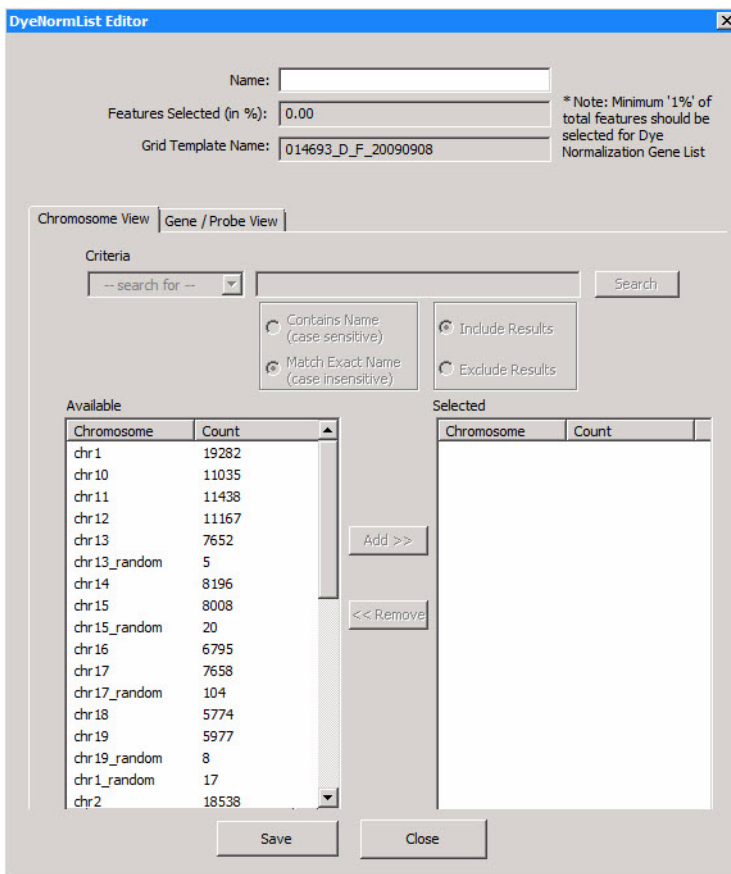 DyeNormList Editor
Name:
Features Selected (in %): 0.00
* Note: Minimum '1%' of
total features should be
selected for Dye
Normalization Gene List
Grid Template Name: 014693_D_F_20090908
Chromosome View Gene / Probe View
Criteria
-- search for -- Search
Contains Name
(case sensitive)
Include Results
Match Exact Name
(case insensitive)
Exclude Results
Available
Chromosome Count
chr1 19282
chr10 11035
chr11 11438
chr12 11167
chr13 7652
chr13_random 5
chr14 8196
chr15 8008
chr15_random 20
chr16 6795
chr17 7658
chr17_random 104
chr18 5774
chr19 5977
chr19_random 8
chr1_random 17
chr2 18538
Add >>
<< Remove
Selected
Chromosome Count
Save Close